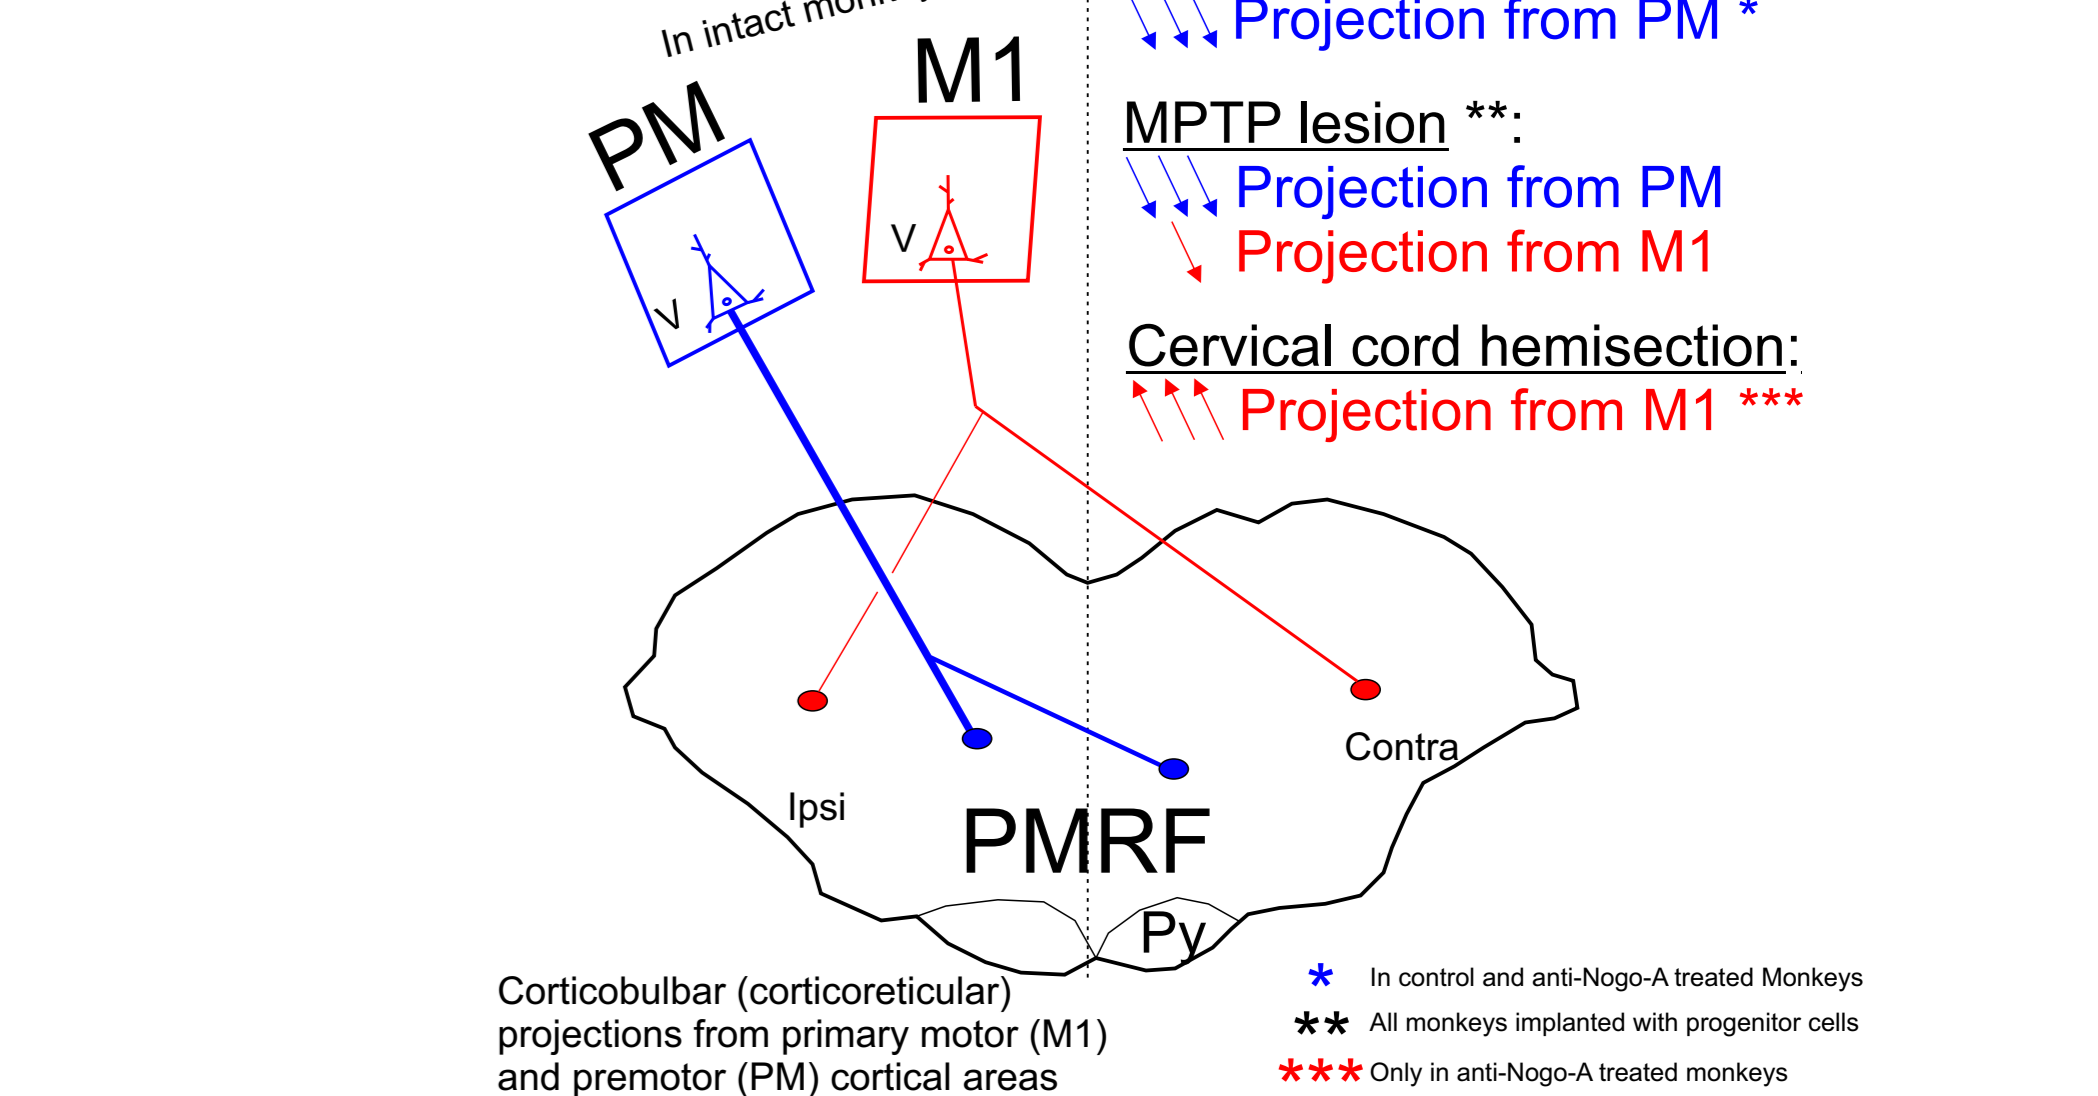 In intact
Projection from PM *
M1
PM
MPTP lesion **:
Projection from PM
V
Projection from M1
V
Cervical cord hemisection:
Projection from M1 ***
Contra
Ipsi
PMRF
Py
Corticobulbar (corticoreticular)
projections from primary motor (M1)
and premotor (PM) cortical areas
* In control and anti-Nogo-A treated Monkeys
** All monkeys implanted with progenitor cells
*** Only in anti-Nogo-A treated monkeys